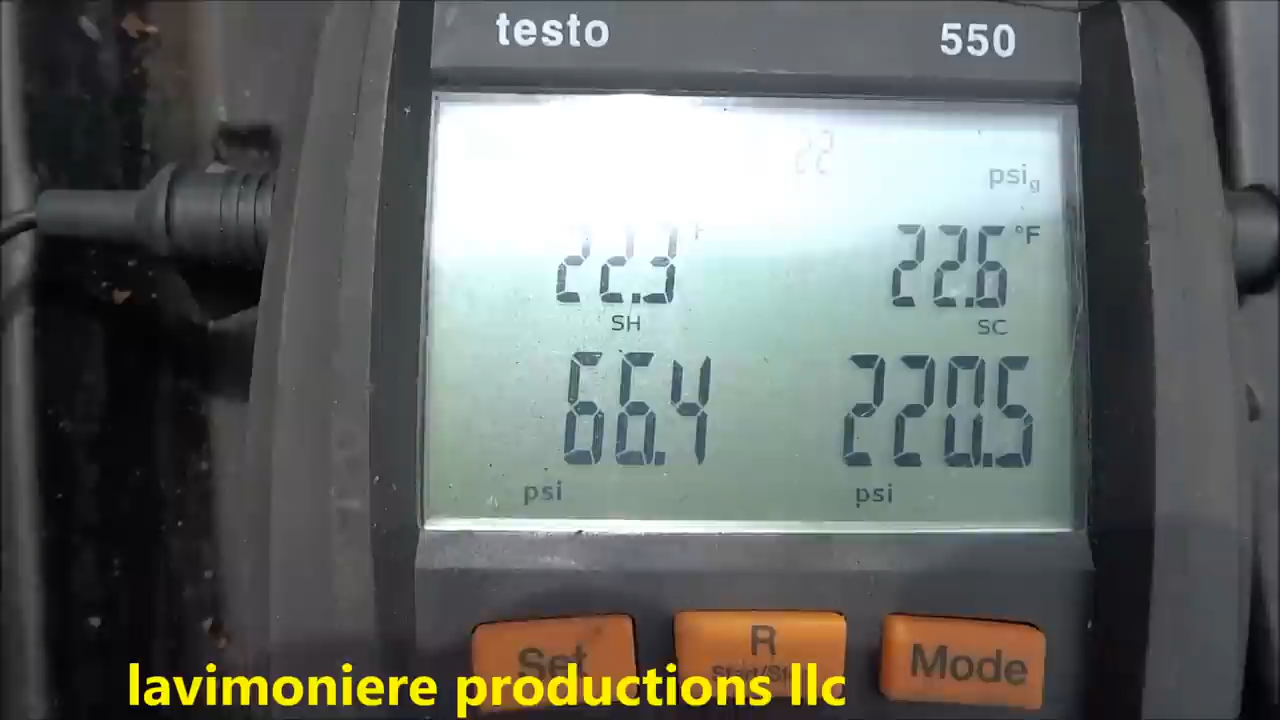 testo 550
22
psig
22.3 22.6 °F
SH SC
66.4 220.5
psi psi
Set R Mode
lavimoniere productions llc